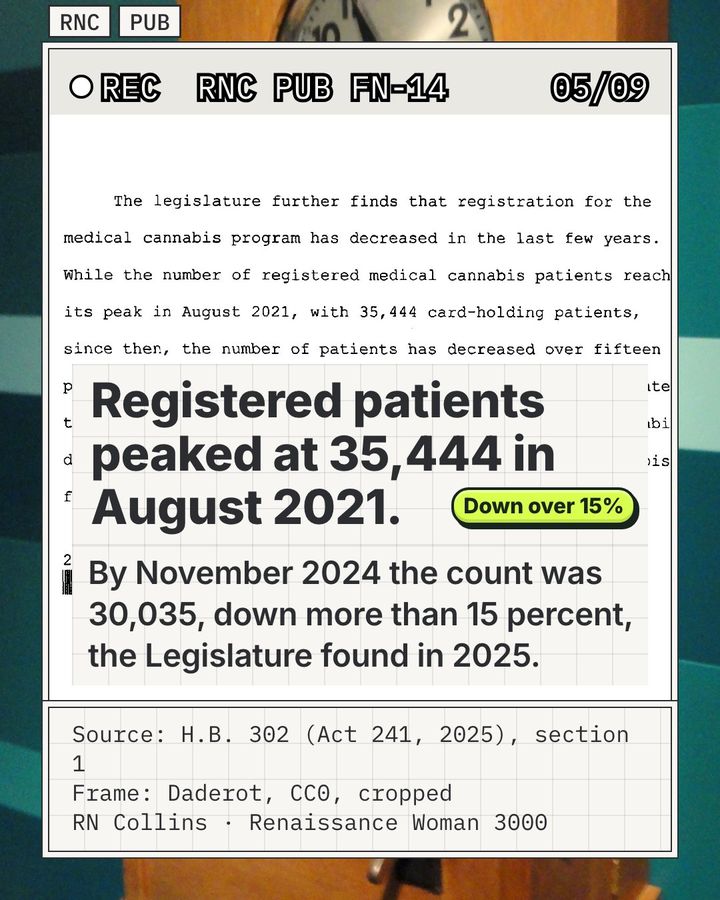 RNC PUB
REC RNC PUB FN-14 05/09
The legislature further finds that registration for the
medical cannabis program has decreased in the last few years.
While the number of registered medical cannabis patients reach
its peak in August 2021, with 35,444 card-holding patients,
since then, the number of patients has decreased over fifteen
Registered patients
peaked at 35,444 in
August 2021.
Down over 15%
By November 2024 the count was
30,035, down more than 15 percent,
the Legislature found in 2025.
Source: H.B. 302 (Act 241, 2025), section
1
Frame: Daderot, CC0, cropped
RN Collins · Renaissance Woman 3000